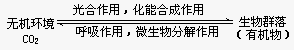 光合作用，化能合成作用
无机环境 生物群落
CO₂ （有机物）
呼吸作用，微生物分解作用